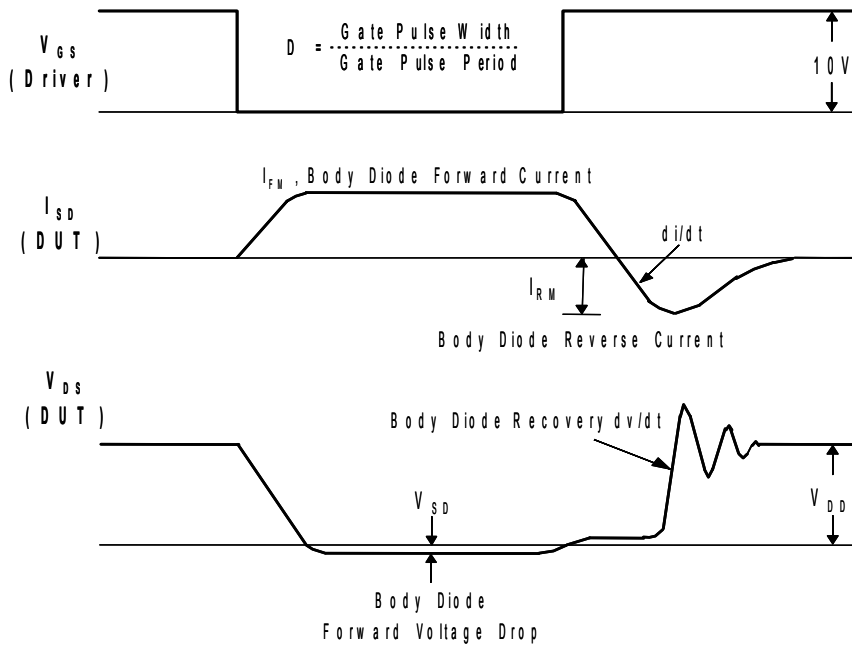 V GS
(Driver)
D = Gate Pulse Width
Gate Pulse Period
10V
I FM , Body Diode Forward Current
I SD
(DUT)
di/dt
I RM
Body Diode Reverse Current
V DS
(DUT)
Body Diode Recovery dv/dt
V SD
V DD
Body Diode
Forward Voltage Drop